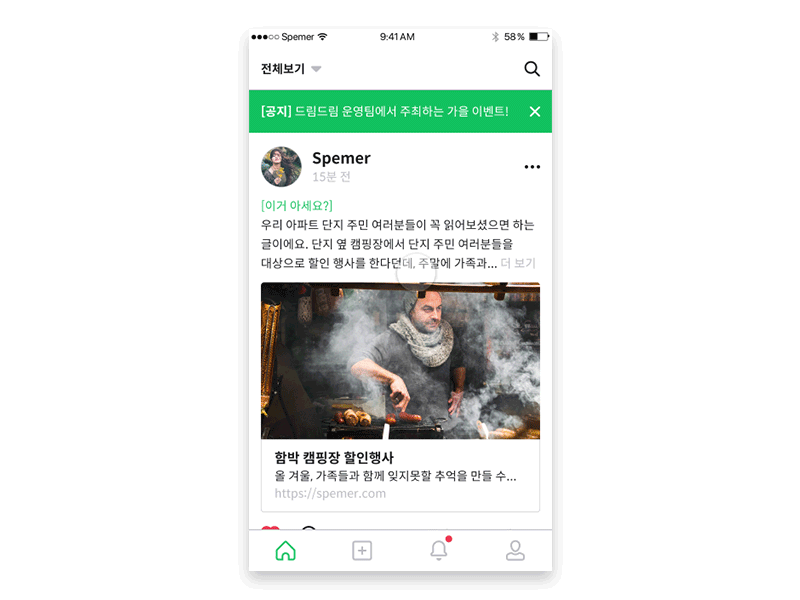 Spemer
9:41 AM
58%
전체보기
[공지] 드림드림 운영팀에서 주최하는 가을 이벤트!
Spemer
15분 전
[이거 아세요?]
우리 아파트 단지 주민 여러분들이 꼭 읽어보셨으면 하는
글이에요. 단지 옆 캠핑장에서 단지 주민 여러분들을
대상으로 할인 행사를 한다던데, 주말에 가족과... 더 보기
함박 캠핑장 할인행사
올 겨울, 가족들과 함께 잊지못할 추억을 만들 수...
https://spemer.com